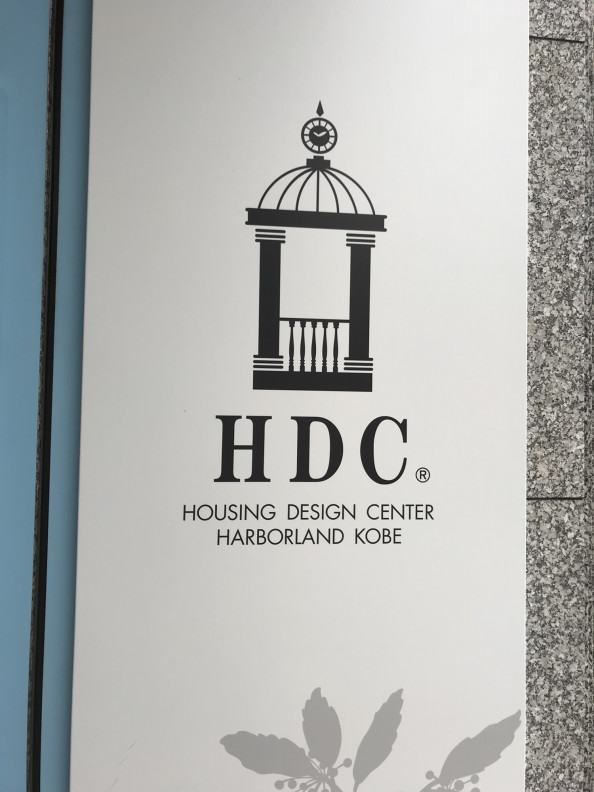 HDC®
HOUSING DESIGN CENTER
HARBORLAND KOBE